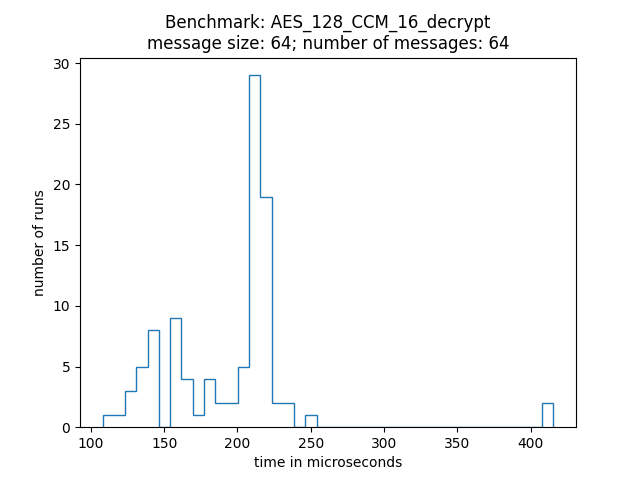 Benchmark: AES_128_CCM_16_decrypt
message size: 64; number of messages: 64
30
25
20
15
10
5
0
number of runs
100 150 200 250 300 350 400
time in microseconds